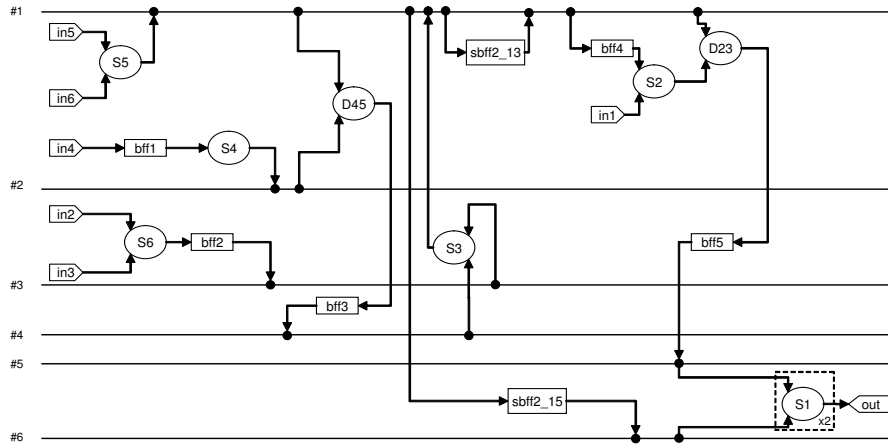 #1
in5
S5
in6
sbff2_13
bff4
S2
in1
D23
D45
in4
bff1
S4
#2
in2
S6
bff2
in3
S3
bff5
#3
bff3
#4
#5
sbff2_15
S1
x2
out
#6